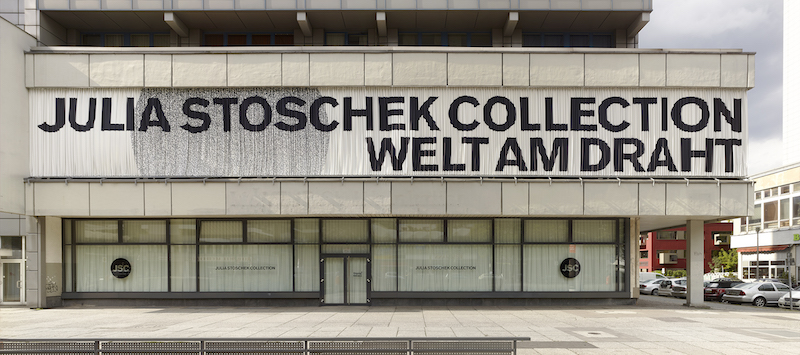 JULIA STOSCHEK COLLECTION
WELT AM DRAHT
JSC
JULIA STOSCHEK COLLECTION
JULIA STOSCHEK COLLECTION
JSC